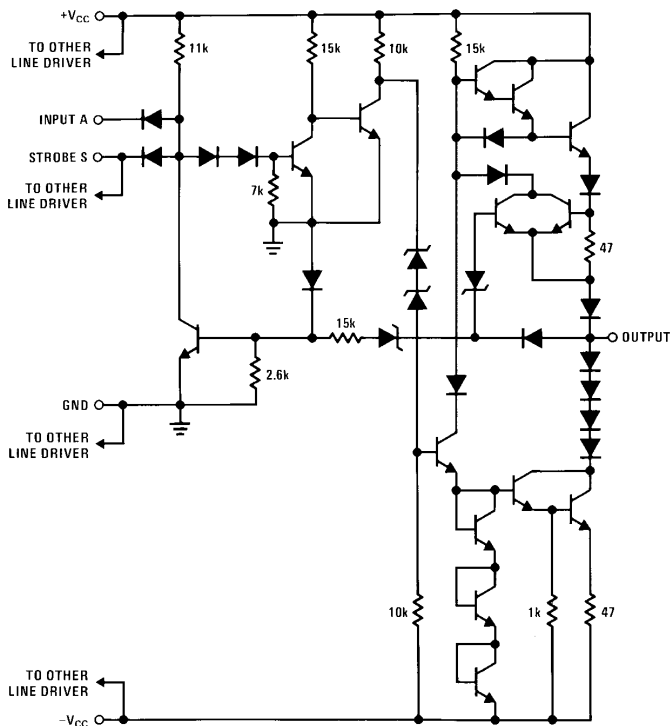 +VCC
TO OTHER
LINE DRIVER
11k
15k
10k
15k
INPUT A
STROBE S
TO OTHER
LINE DRIVER
7k
47
15k
OUTPUT
2.6k
GND
TO OTHER
LINE DRIVER
10k
1k
47
TO OTHER
LINE DRIVER
−VCC